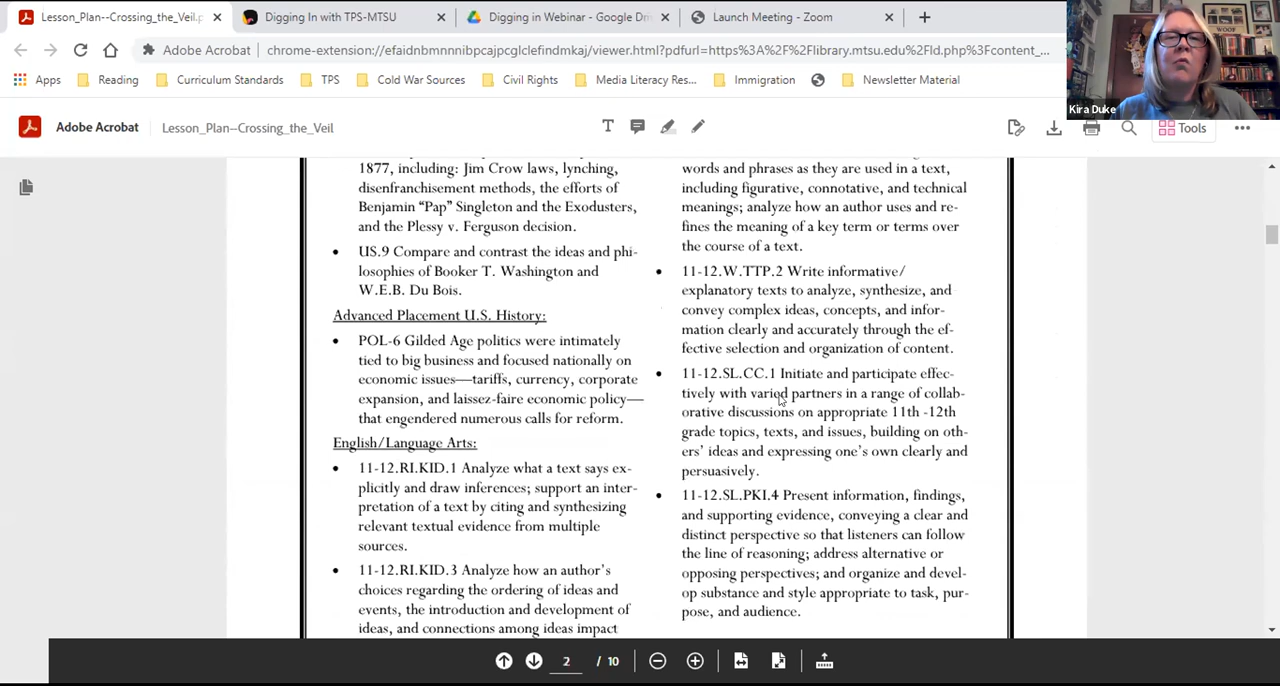 Lesson_Plan--Crossing_the_Veil.p
Digging In with TPS-MTSU
Digging in Webinar - Google Dri
Launch Meeting - Zoom
Adobe Acrobat
chrome-extension://efaidnbmnnnibpcajpcglclefindmkaj/viewer.html?pdfurl=https%3A%2F%2Flibrary.mtsu.edu%2Fld.php%3Fcontent_...
Apps
Reading
Curriculum Standards
TPS
Cold War Sources
Civil Rights
Media Literacy Res...
Immigration
Newsletter Material
WOOF
Kira Duke
Adobe Acrobat
Lesson_Plan--Crossing_the_Veil
Tools
1877, including: Jim Crow laws, lynching,
disenfranchisement methods, the efforts of
Benjamin “Pap” Singleton and the Exodusters,
and the Plessy v. Ferguson decision.
• US.9 Compare and contrast the ideas and phi-
losophies of Booker T. Washington and
W.E.B. Du Bois.
Advanced Placement U.S. History:
• POL-6 Gilded Age politics were intimately
tied to big business and focused nationally on
economic issues—tariffs, currency, corporate
expansion, and laissez-faire economic policy—
that engendered numerous calls for reform.
English/Language Arts:
• 11-12.RI.KID.1 Analyze what a text says ex-
plicitly and draw inferences; support an inter-
pretation of a text by citing and synthesizing
relevant textual evidence from multiple
sources.
• 11-12.RI.KID.3 Analyze how an author’s
choices regarding the ordering of ideas and
events, the introduction and development of
ideas, and connections among ideas impact
words and phrases as they are used in a text,
including figurative, connotative, and technical
meanings; analyze how an author uses and re-
fines the meaning of a key term or terms over
the course of a text.
• 11-12.W.TTP.2 Write informative/
explanatory texts to analyze, synthesize, and
convey complex ideas, concepts, and infor-
mation clearly and accurately through the ef-
fective selection and organization of content.
• 11-12.SL.CC.1 Initiate and participate effec-
tively with varied partners in a range of collab-
orative discussions on appropriate 11th -12th
grade topics, texts, and issues, building on oth-
ers’ ideas and expressing one’s own clearly and
persuasively.
• 11-12.SL.PKI.4 Present information, findings,
and supporting evidence, conveying a clear and
distinct perspective so that listeners can follow
the line of reasoning; address alternative or
opposing perspectives; and organize and devel-
op substance and style appropriate to task, pur-
pose, and audience.
2 / 10